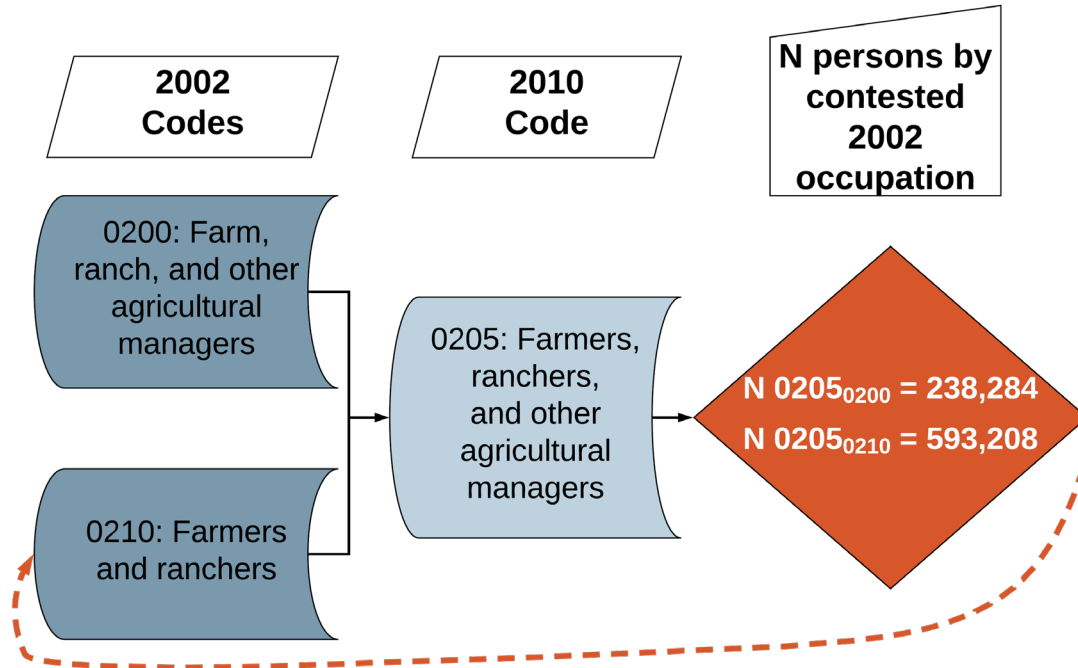 2002
Codes
2010
Code
N persons by
contested
2002
occupation
0200: Farm,
ranch, and other
agricultural
managers
0210: Farmers
and ranchers
0205: Farmers,
ranchers,
and other
agricultural
managers
N 0205₀₂₀₀ = 238,284
N 0205₀₂₁₀ = 593,208